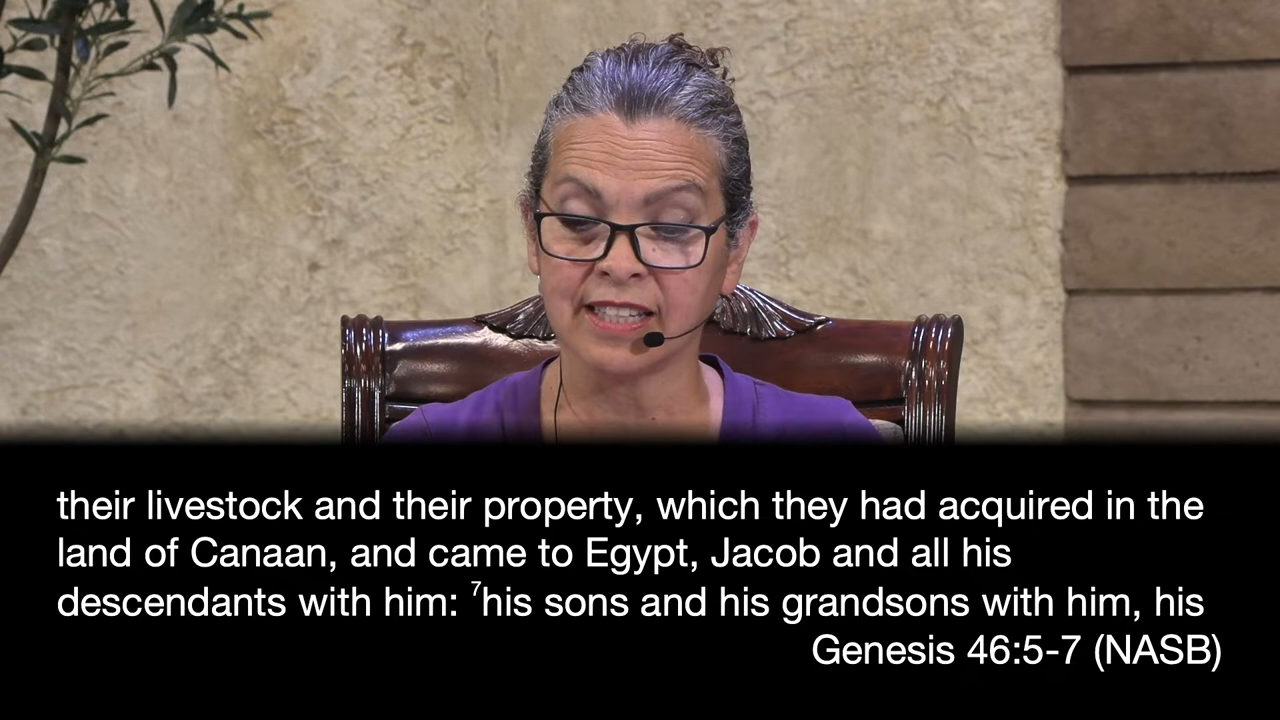 their livestock and their property, which they had acquired in the
land of Canaan, and came to Egypt, Jacob and all his
descendants with him: ⁷his sons and his grandsons with him, his
Genesis 46:5-7 (NASB)